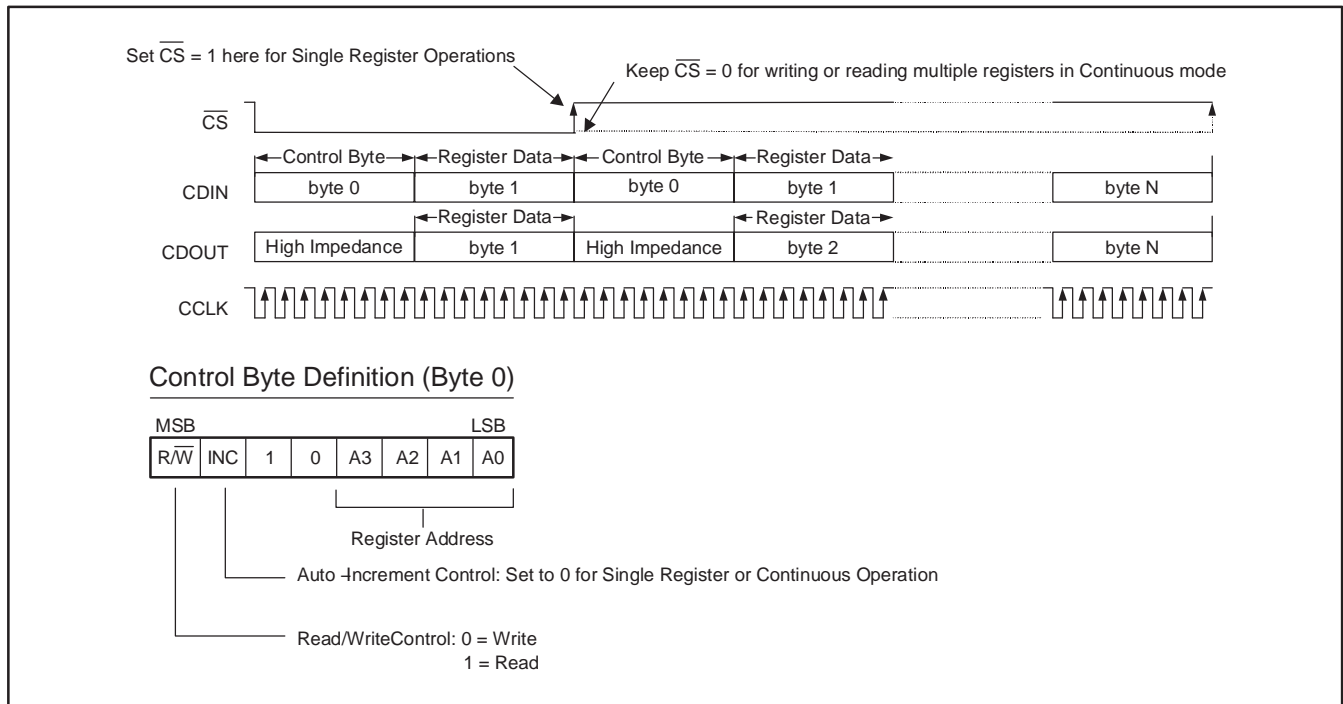 Set CS = 1 here for Single Register Operations
Keep CS = 0 for writing or reading multiple registers in Continuous mode
CS
Control Byte Register Data Control Byte Register Data
CDIN byte 0 byte 1 byte 0 byte 1 byte N
Register Data Register Data
CDOUT High Impedance byte 1 High Impedance byte 2 byte N
CCLK
Control Byte Definition (Byte 0)
MSB LSB
R/W INC 1 0 A3 A2 A1 A0
Register Address
Auto -Increment Control: Set to 0 for Single Register or Continuous Operation
Read/WriteControl: 0 = Write
1 = Read